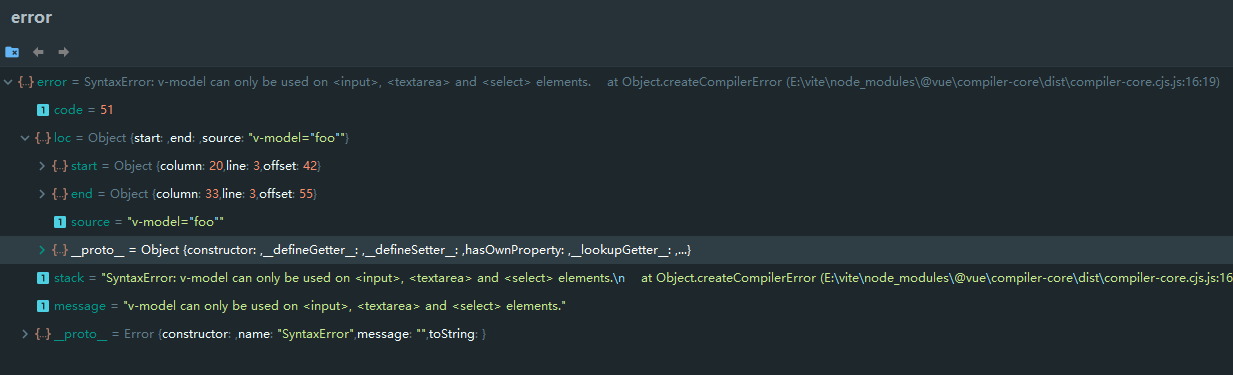 error
{..} error = SyntaxError: v-model can only be used on <input>, <textarea> and <select> elements.    at Object.createCompilerError (E:\vite\node_modules\@vue\compiler-core\dist\compiler-core.cjs.js:16:19)
1 code = 51
{..} loc = Object {start: ,end: ,source: "v-model="foo""}
{..} start = Object {column: 20,line: 3,offset: 42}
{..} end = Object {column: 33,line: 3,offset: 55}
1 source = "v-model="foo""
{..} __proto__ = Object {constructor: ,__defineGetter__: ,__defineSetter__: ,hasOwnProperty: ,__lookupGetter__: ,...}
1 stack = "SyntaxError: v-model can only be used on <input>, <textarea> and <select> elements.\n    at Object.createCompilerError (E:\vite\node_modules\@vue\compiler-core\dist\compiler-core.cjs.js:16
1 message = "v-model can only be used on <input>, <textarea> and <select> elements."
{..} __proto__ = Error {constructor: ,name: "SyntaxError",message: "",toString: }